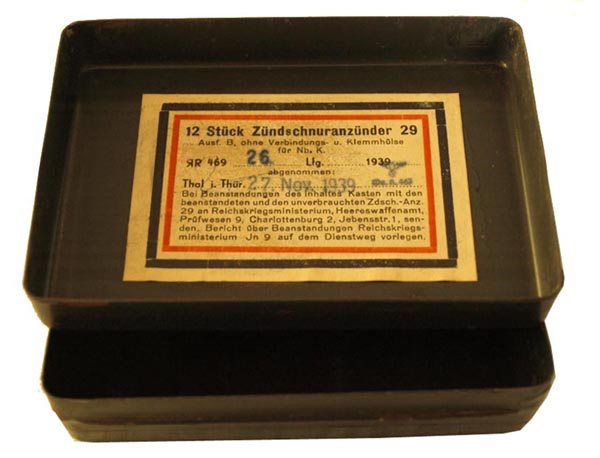 12 Stück Zündschnuranzünder 29
Ausf. B, ohne Verbindungs- u. Klemmhülse
für Nb. K.
ЯR 469 26 Lfg. 1939
abgenommen:
Thal i. Thür. 27. Nov. 1939
Bei Beanstandungen des Inhaltes Kasten mit den
beanstandeten und den unverbrauchten Zdsch.-Anz.
29 an Reichskriegsministerium, Heereswaffenamt,
Prüfwesen 9, Charlottenburg 2, Jebensstr. 1, sen-
den. Bericht über Beanstandungen Reichskriegs-
ministerium Jn 9 auf dem Dienstweg vorlegen.